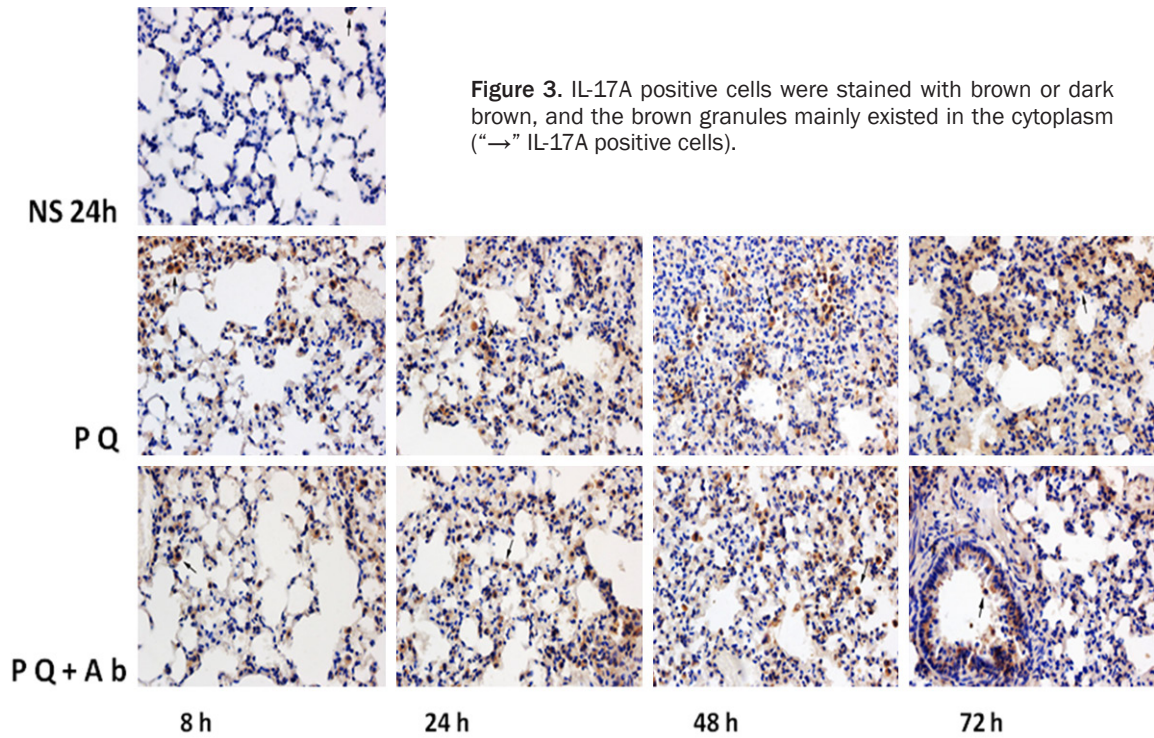 Figure 3. IL-17A positive cells were stained with brown or dark
brown, and the brown granules mainly existed in the cytoplasm
(“→” IL-17A positive cells).
NS 24h
P Q
P Q + A b
8 h 24 h 48 h 72 h